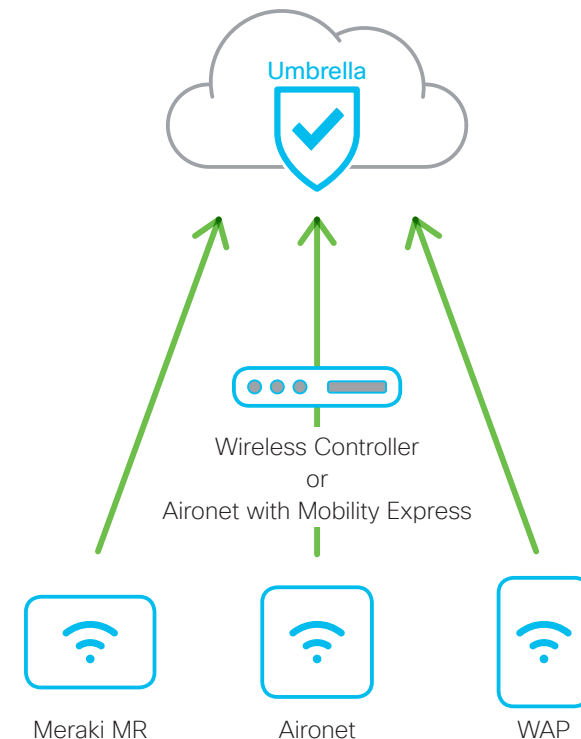 Umbrella
Wireless Controller
or
Aironet with Mobility Express
Meraki MR
Aironet
WAP